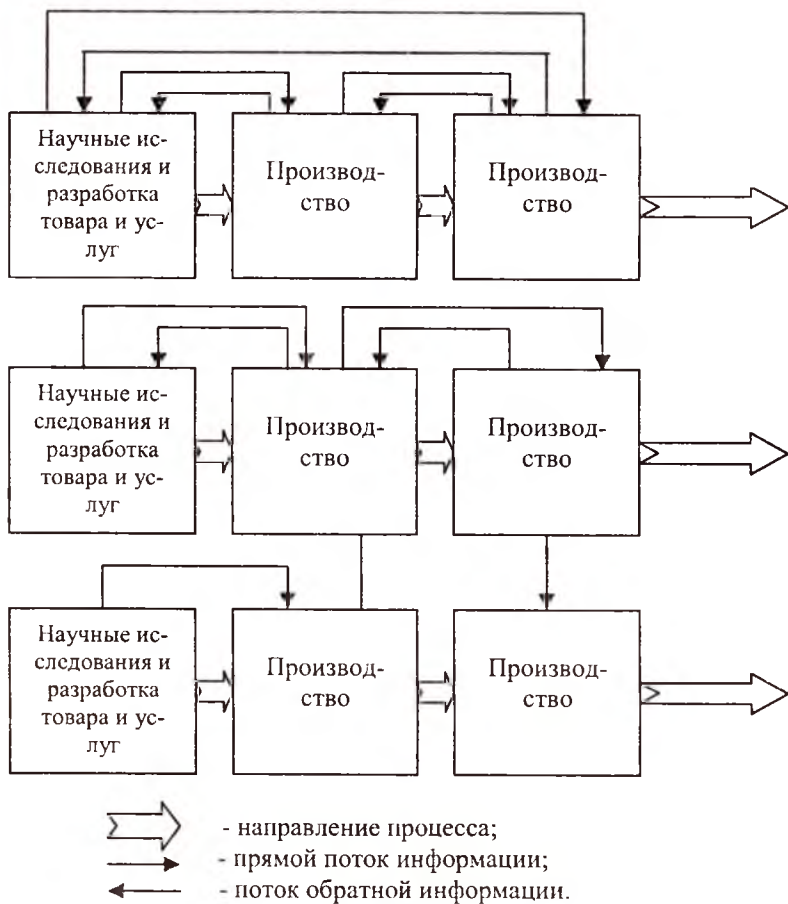 Научные ис-
следования и
разработка
товара и ус-
луг
Производ-
ство
Производ-
ство
Научные ис-
следования и
разработка
товара и ус-
луг
Производ-
ство
Производ-
ство
Научные ис-
следования и
разработка
товара и ус-
луг
Производ-
ство
Производ-
ство
- направление процесса;
- прямой поток информации;
- поток обратной информации.